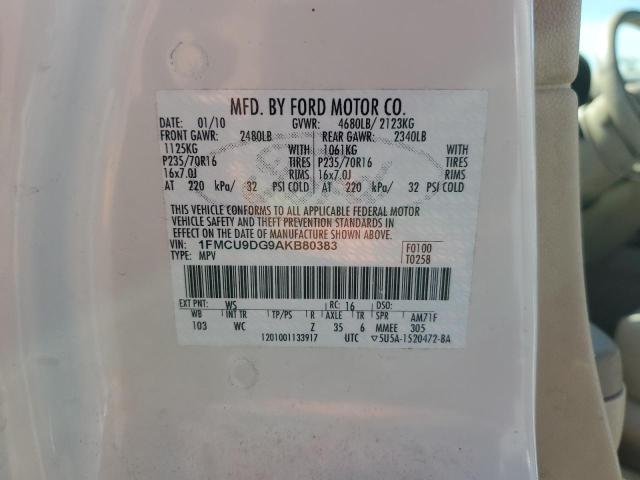 MFD. BY FORD MOTOR CO.
DATE: 01/10 GVWR: 4680LB/ 2123KG
FRONT GAWR: 2480LB REAR GAWR: 2340LB
1125KG WITH 1061KG WITH
P235/70R16 TIRES P235/70R16 TIRES
16x7.0J RIMS 16x7.0J RIMS
AT 220 kPa/ 32 PSI COLD AT 220 kPa/ 32 PSI COLD
THIS VEHICLE CONFORMS TO ALL APPLICABLE FEDERAL MOTOR
VEHICLE SAFETY AND THEFT PREVENTION STANDARDS IN
EFFECT ON THE DATE OF MANUFACTURE SHOWN ABOVE.
VIN: 1FMCU9DG9AKB80383 F0100
TYPE: MPV T0258
EXT PNT: WS RC: 16 DSO:
WB INT TR TP/PS R AXLE TR SPR AM71F
103 WC Z 35 6 MMEE 305
1201001133917 UTC ▽5U5A-1520472-BA